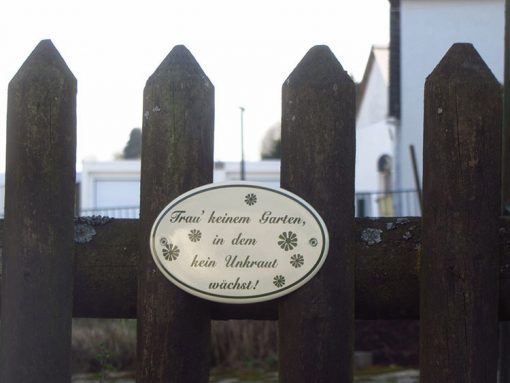 Trau' keinem Garten,
in dem
kein Unkraut
wächst!